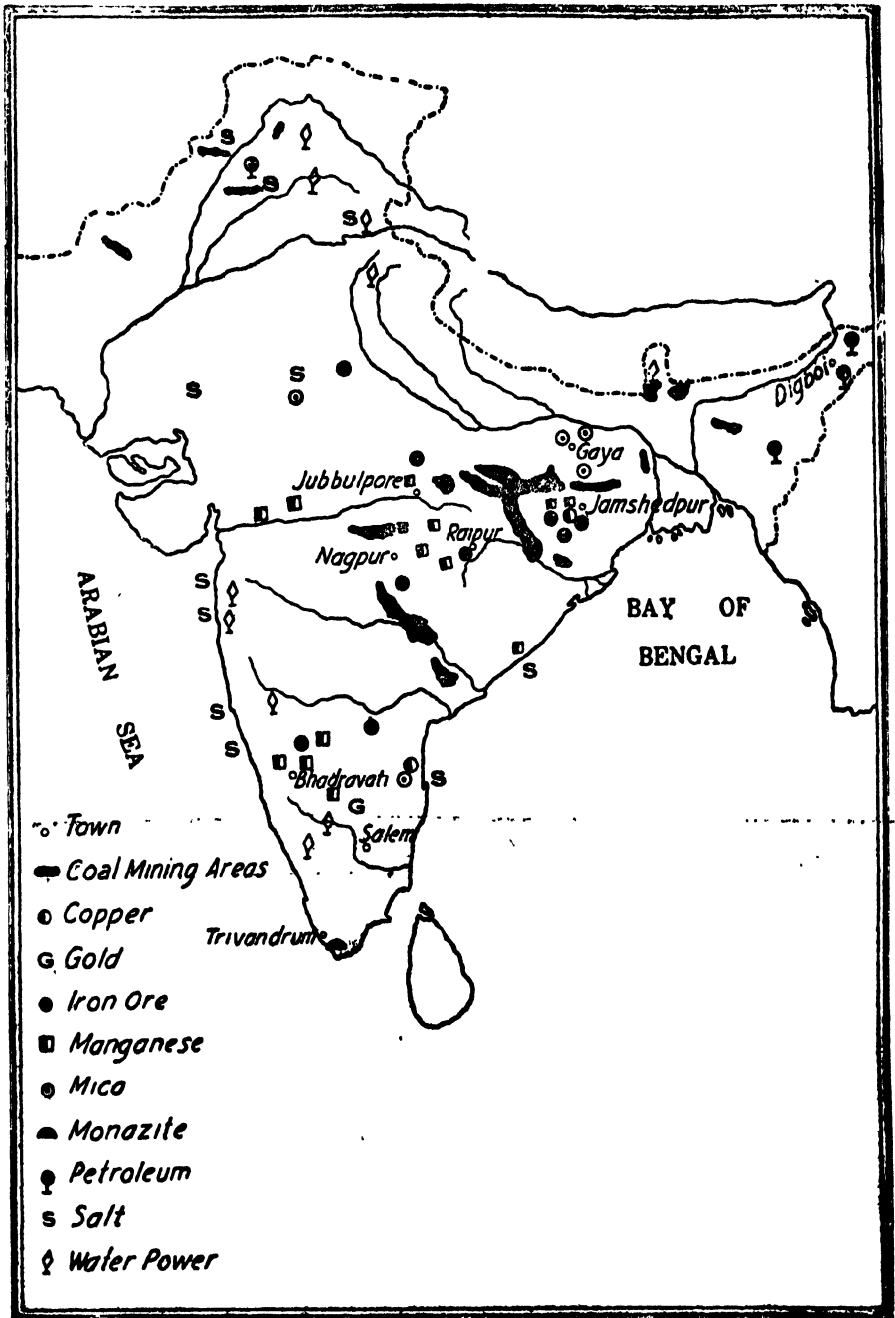 Digboi
Gaya
Jubbulpore
Jamshedpur
Raipur
Nagpur
ARABIAN SEA
BAY OF
BENGAL
Bhadravati
G
Salem
Trivandrum
S
S
S
S
S
S
S
S
S
S
S
Town
Coal Mining Areas
Copper
G Gold
Iron Ore
Manganese
Mica
Monazite
Petroleum
S Salt
Water Power